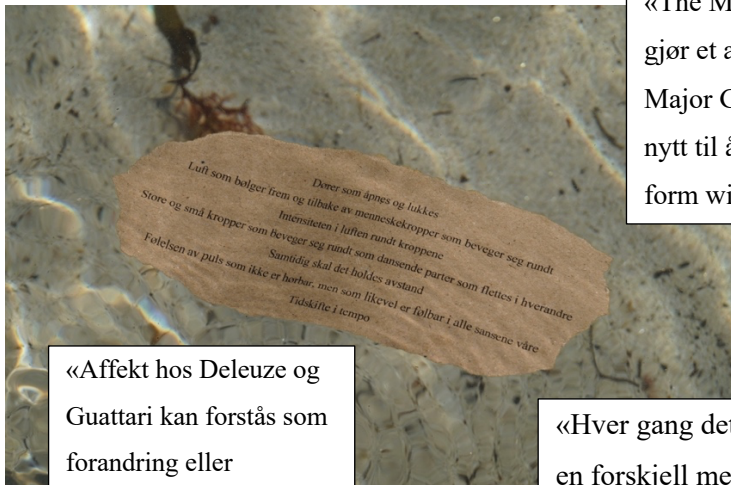 «The M
gjør et a
Major C
nytt til å
form wi
Dører som åpnes og lukkes
Luft som bølger frem og tilbake av menneskekropper som beveger seg rundt
Intensiteten i luften rundt kroppene
Store og små kropper som beveger seg rundt som dansende parter som flettes i hverandre
Samtidig skal det holdes avstand
Følelsen av puls som ikke er hørbar, men som likevel er følbar i alle sansene våre
Tidskifte i tempo
«Affekt hos Deleuze og
Guattari kan forstås som
forandring eller
«Hver gang det
en forskjell me